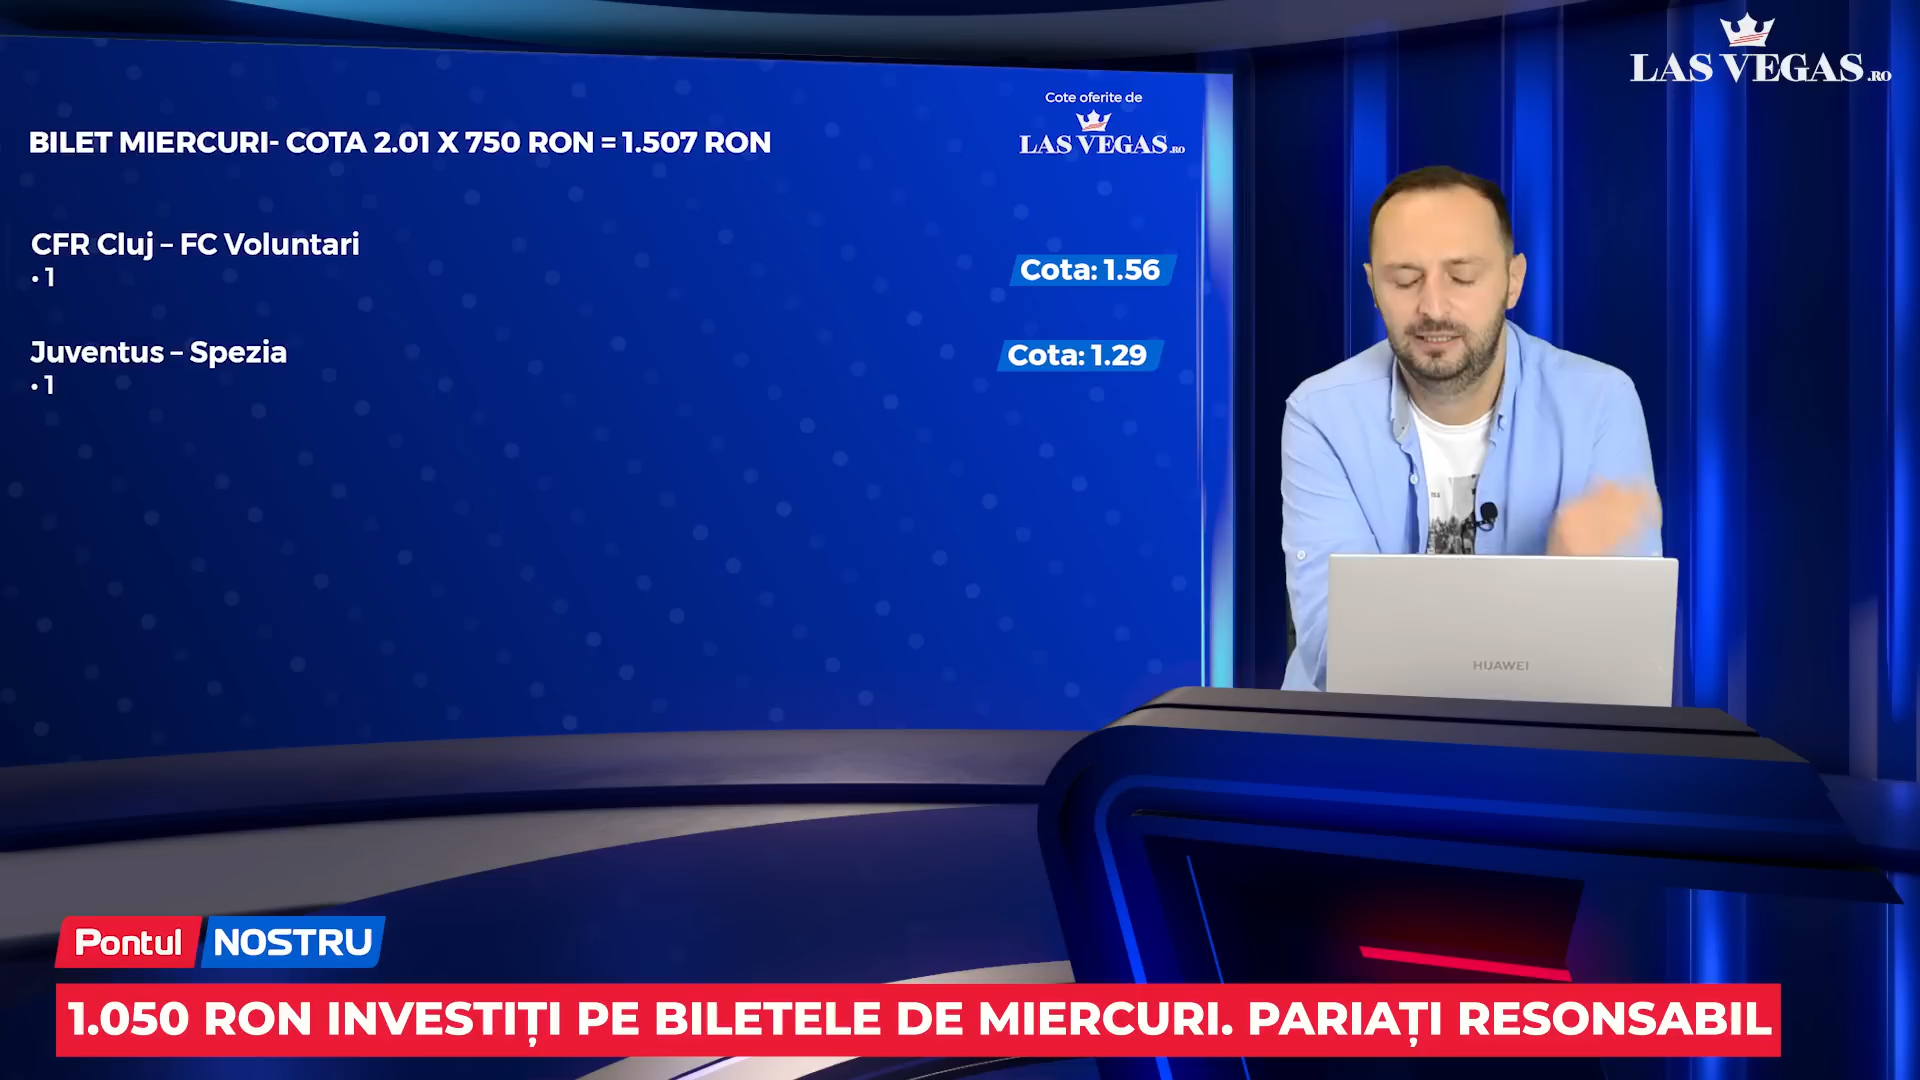 LAS VEGAS.RO
Cote oferite de
LAS VEGAS.RO
BILET MIERCURI- COTA 2.01 X 750 RON = 1.507 RON
CFR Cluj – FC Voluntari
• 1
Cota: 1.56
Juventus – Spezia
• 1
Cota: 1.29
HUAWEI
Pontul NOSTRU
1.050 RON INVESTIȚI PE BILETELE DE MIERCURI. PARIAȚI RESONSABIL